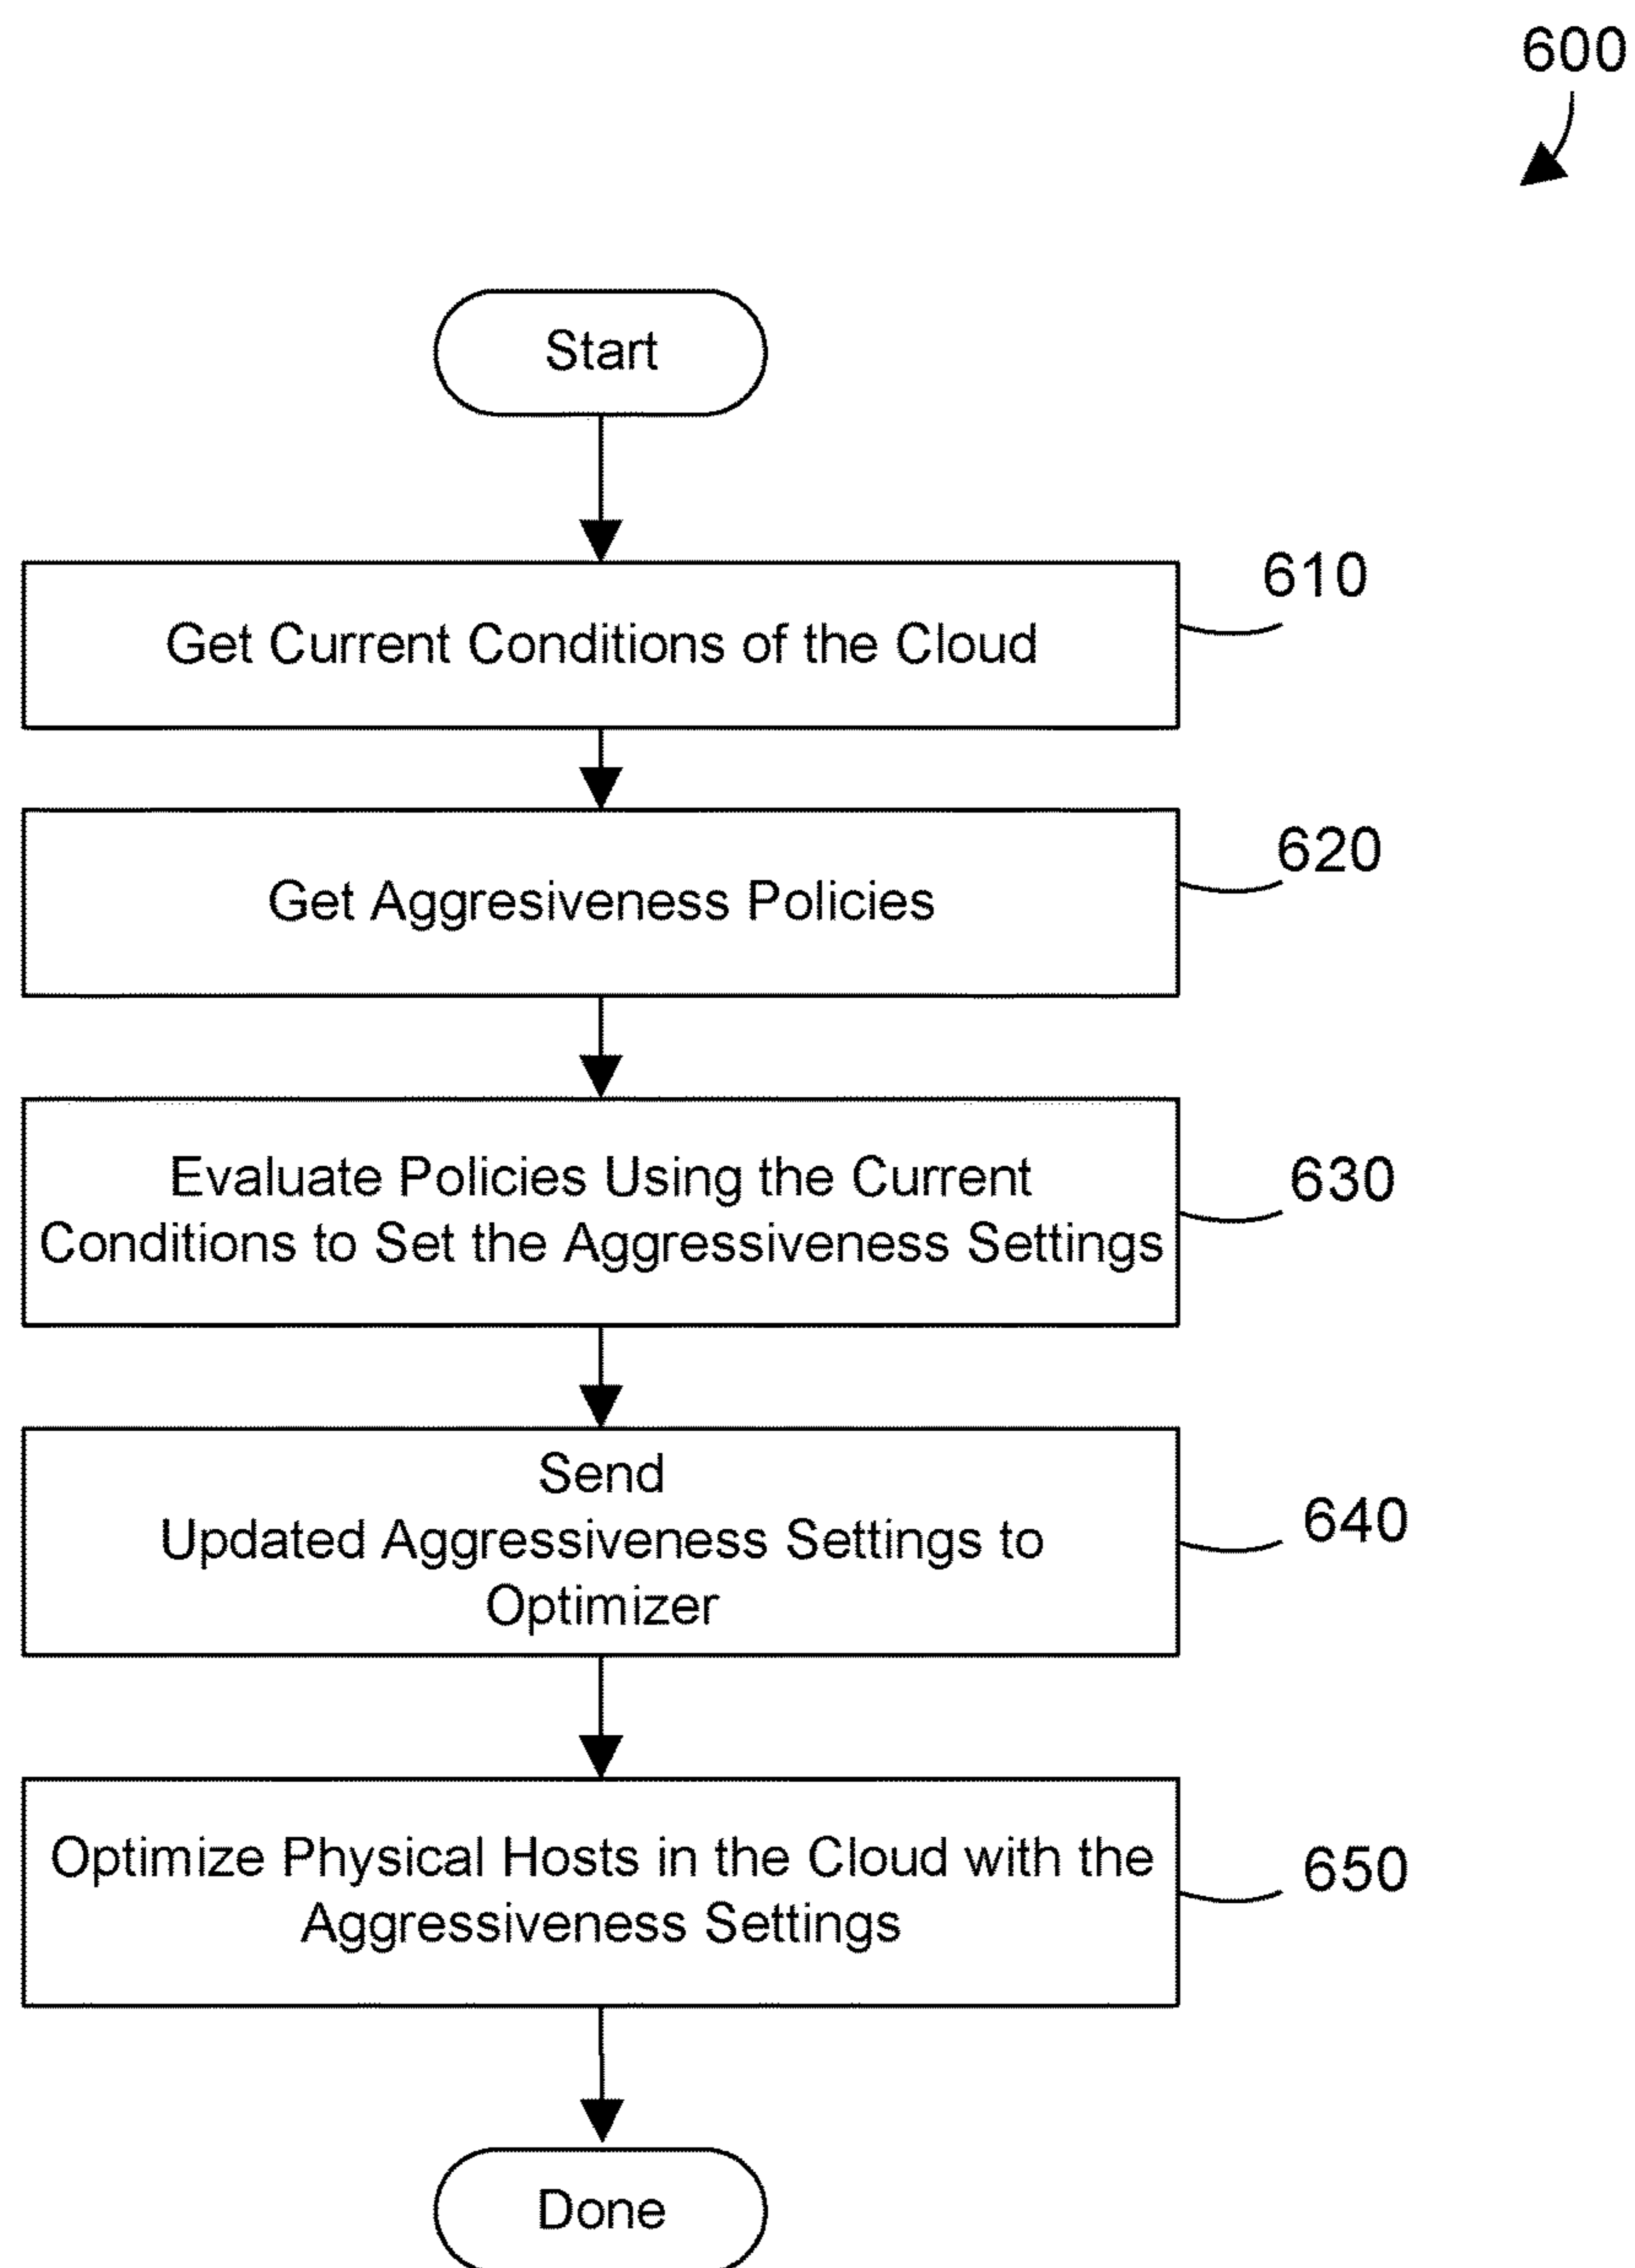 600
Start
610
Get Current Conditions of the Cloud
620
Get Aggresiveness Policies
630
Evaluate Policies Using the Current
Conditions to Set the Aggressiveness Settings
640
Send
Updated Aggressiveness Settings to
Optimizer
650
Optimize Physical Hosts in the Cloud with the
Aggressiveness Settings
Done